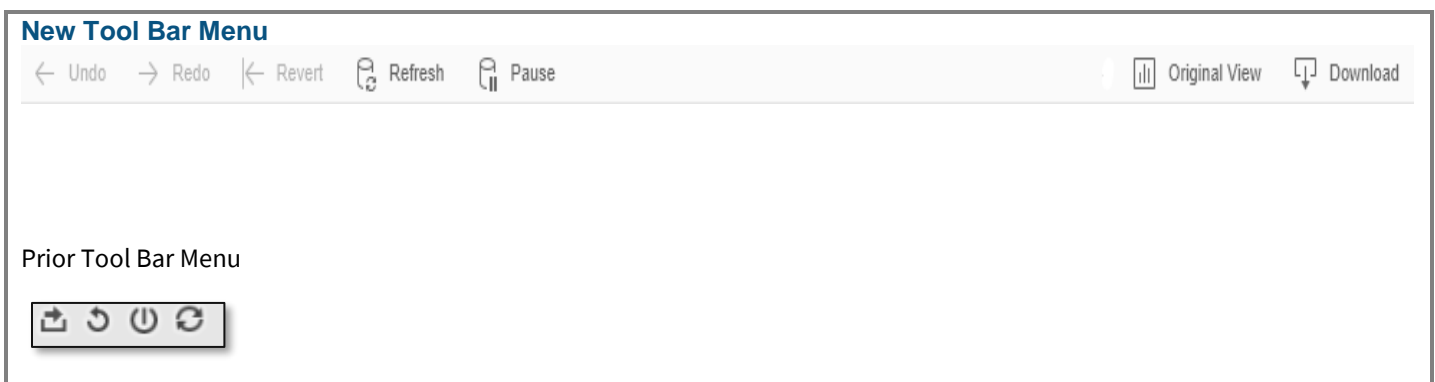 New Tool Bar Menu
Undo Redo Revert Refresh Pause Original View Download
Prior Tool Bar Menu